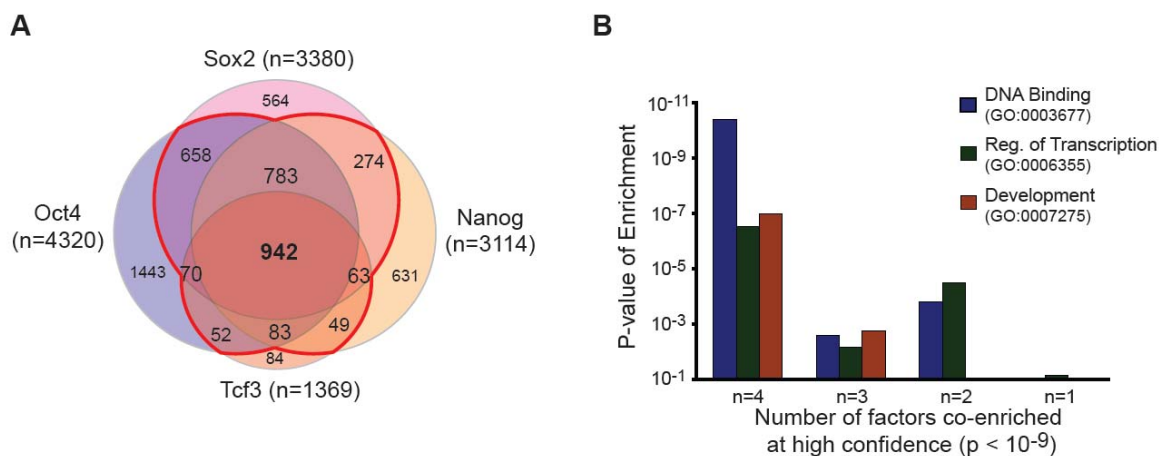 A
Sox2 (n=3380)
564
658
274
783
Oct4
(n=4320)
Nanog
(n=3114)
942
1443
70
63
631
52
83
49
84
Tcf3 (n=1369)
B
P-value of Enrichment
10-11
10-9
10-7
10-5
10-3
10-1
DNA Binding
(GO:0003677)
Reg. of Transcription
(GO:0006355)
Development
(GO:0007275)
n=4 n=3 n=2 n=1
Number of factors co-enriched
at high confidence (p < 10-9)